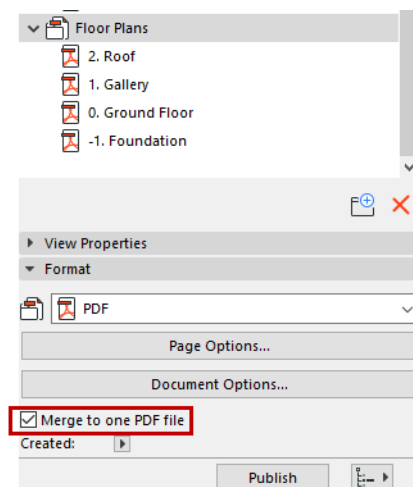 Floor Plans
2. Roof
1. Gallery
0. Ground Floor
-1. Foundation
View Properties
Format
PDF
Page Options...
Document Options...
Merge to one PDF file
Created:
Publish